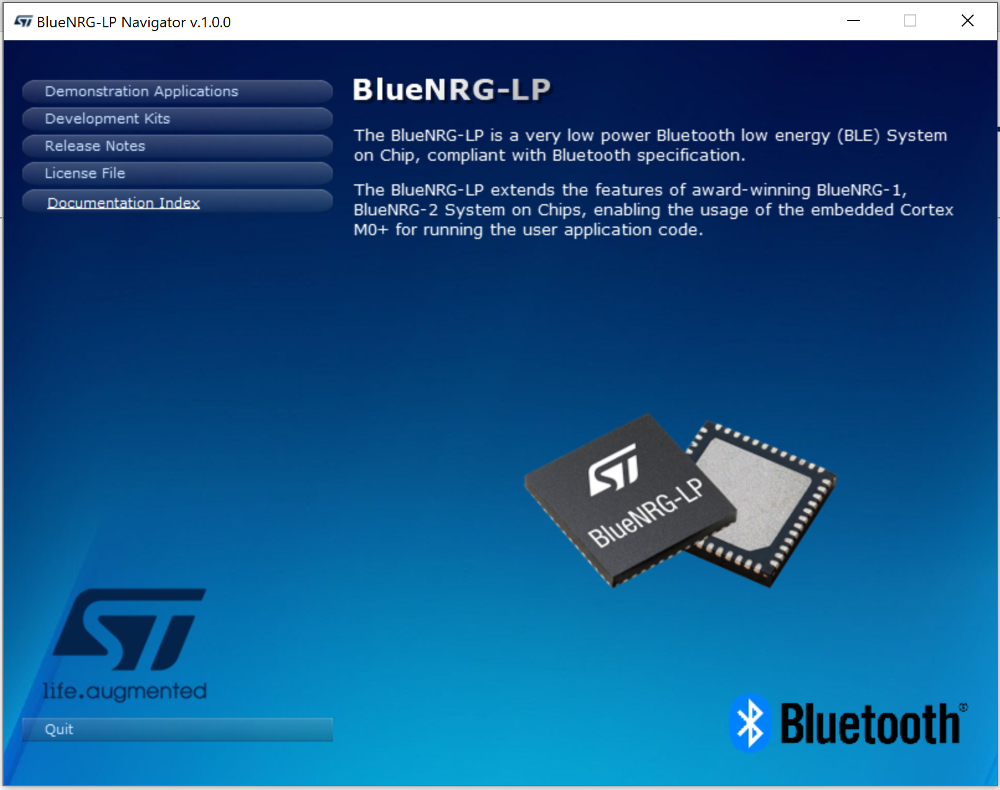 BlueNRG-LP Navigator v.1.0.0
Demonstration Applications
Development Kits
Release Notes
License File
Documentation Index
BlueNRG-LP
The BlueNRG-LP is a very low power Bluetooth low energy (BLE) System
on Chip, compliant with Bluetooth specification.
The BlueNRG-LP extends the features of award-winning BlueNRG-1,
BlueNRG-2 System on Chips, enabling the usage of the embedded Cortex
M0+ for running the user application code.
ST
BlueNRG-LP
ST
life.augmented
Quit
Bluetooth®